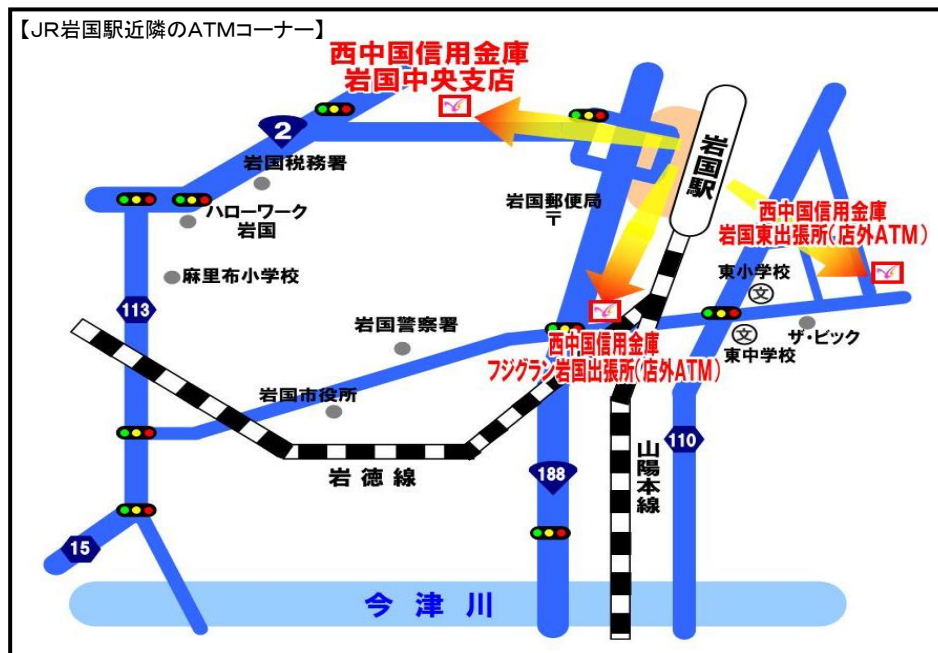 【JR岩国駅近隣のATMコーナー】
西中国信用金庫
岩国中央支店
2
岩国税務署
岩国駅
岩国郵便局
〒
ハローワーク
岩国
西中国信用金庫
岩国東出張所(店外ATM)
麻里布小学校
東小学校
文
113
岩国警察署
文
東中学校
ザ・ビック
西中国信用金庫
フジグラン岩国出張所(店外ATM)
岩国市役所
110
岩徳線
188
山陽本線
15
今津川